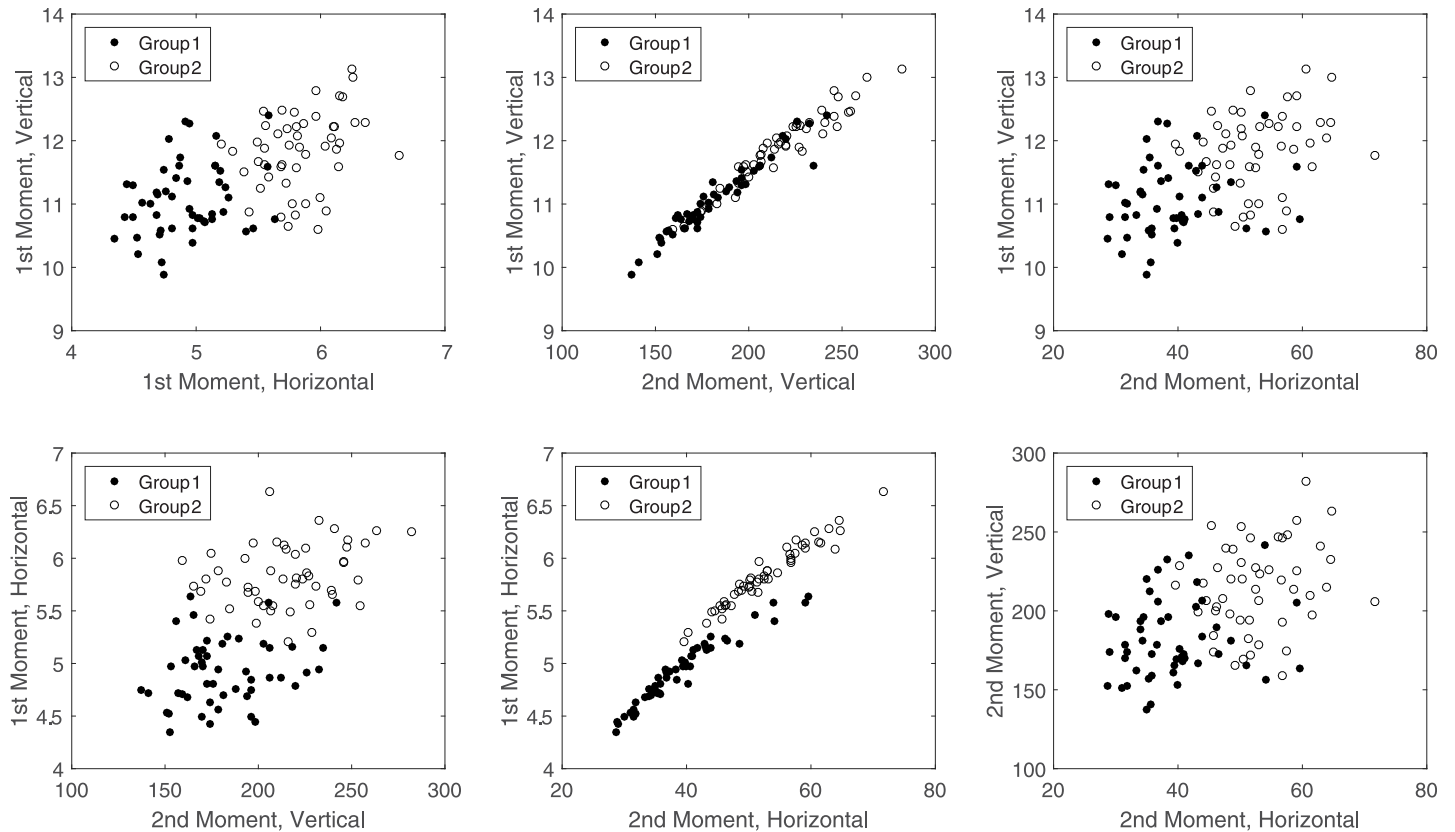 14
13
12
11
10
9
4
5
6
7
1st Moment, Vertical
1st Moment, Horizontal
Group1
Group2
14
13
12
11
10
9
100
150
200
250
300
1st Moment, Vertical
2nd Moment, Vertical
Group1
Group2
14
13
12
11
10
9
20
40
60
80
1st Moment, Vertical
2nd Moment, Horizontal
Group1
Group2
7
6.5
6
5.5
5
4.5
4
100
150
200
250
300
1st Moment, Horizontal
2nd Moment, Vertical
Group1
Group2
7
6.5
6
5.5
5
4.5
4
20
40
60
80
1st Moment, Horizontal
2nd Moment, Horizontal
Group1
Group2
300
250
200
150
100
20
40
60
80
2nd Moment, Vertical
2nd Moment, Horizontal
Group1
Group2